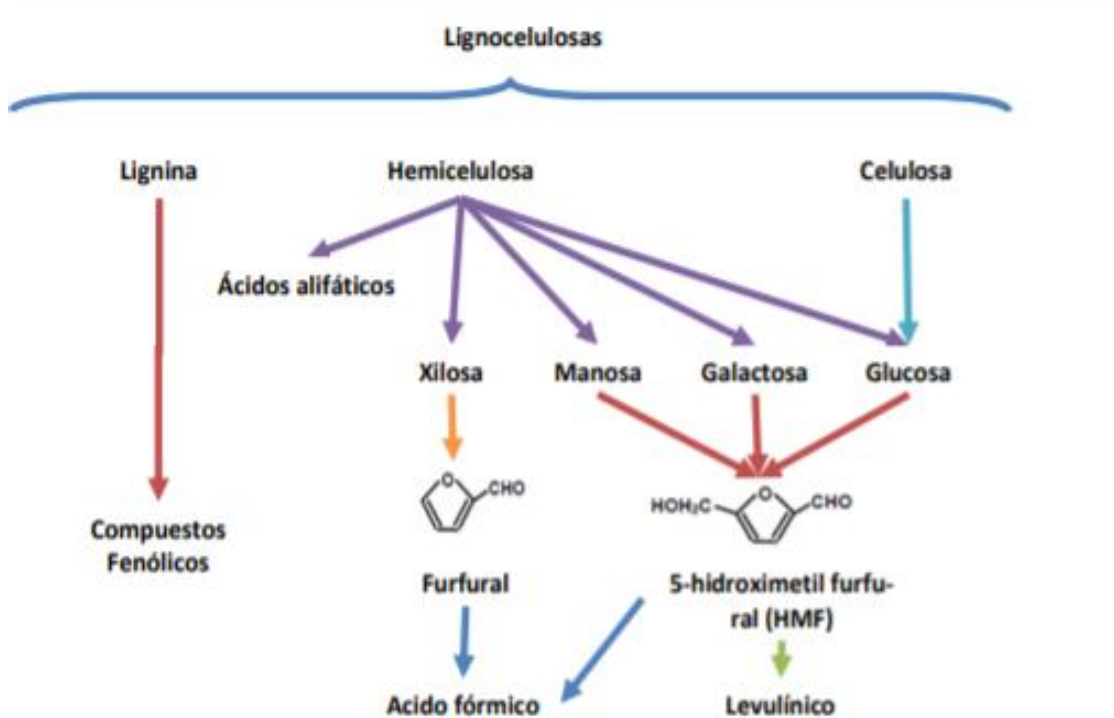 Lignocelulosas
Lignina
Hemicelulosa
Celulosa
Ácidos alifáticos
Xilosa
Manosa
Galactosa
Glucosa
CHO
O
HOH₂C
O
CHO
Compuestos
Fenólicos
Furfural
5-hidroximetil furfu-
ral (HMF)
Acido fórmico
Levulínico